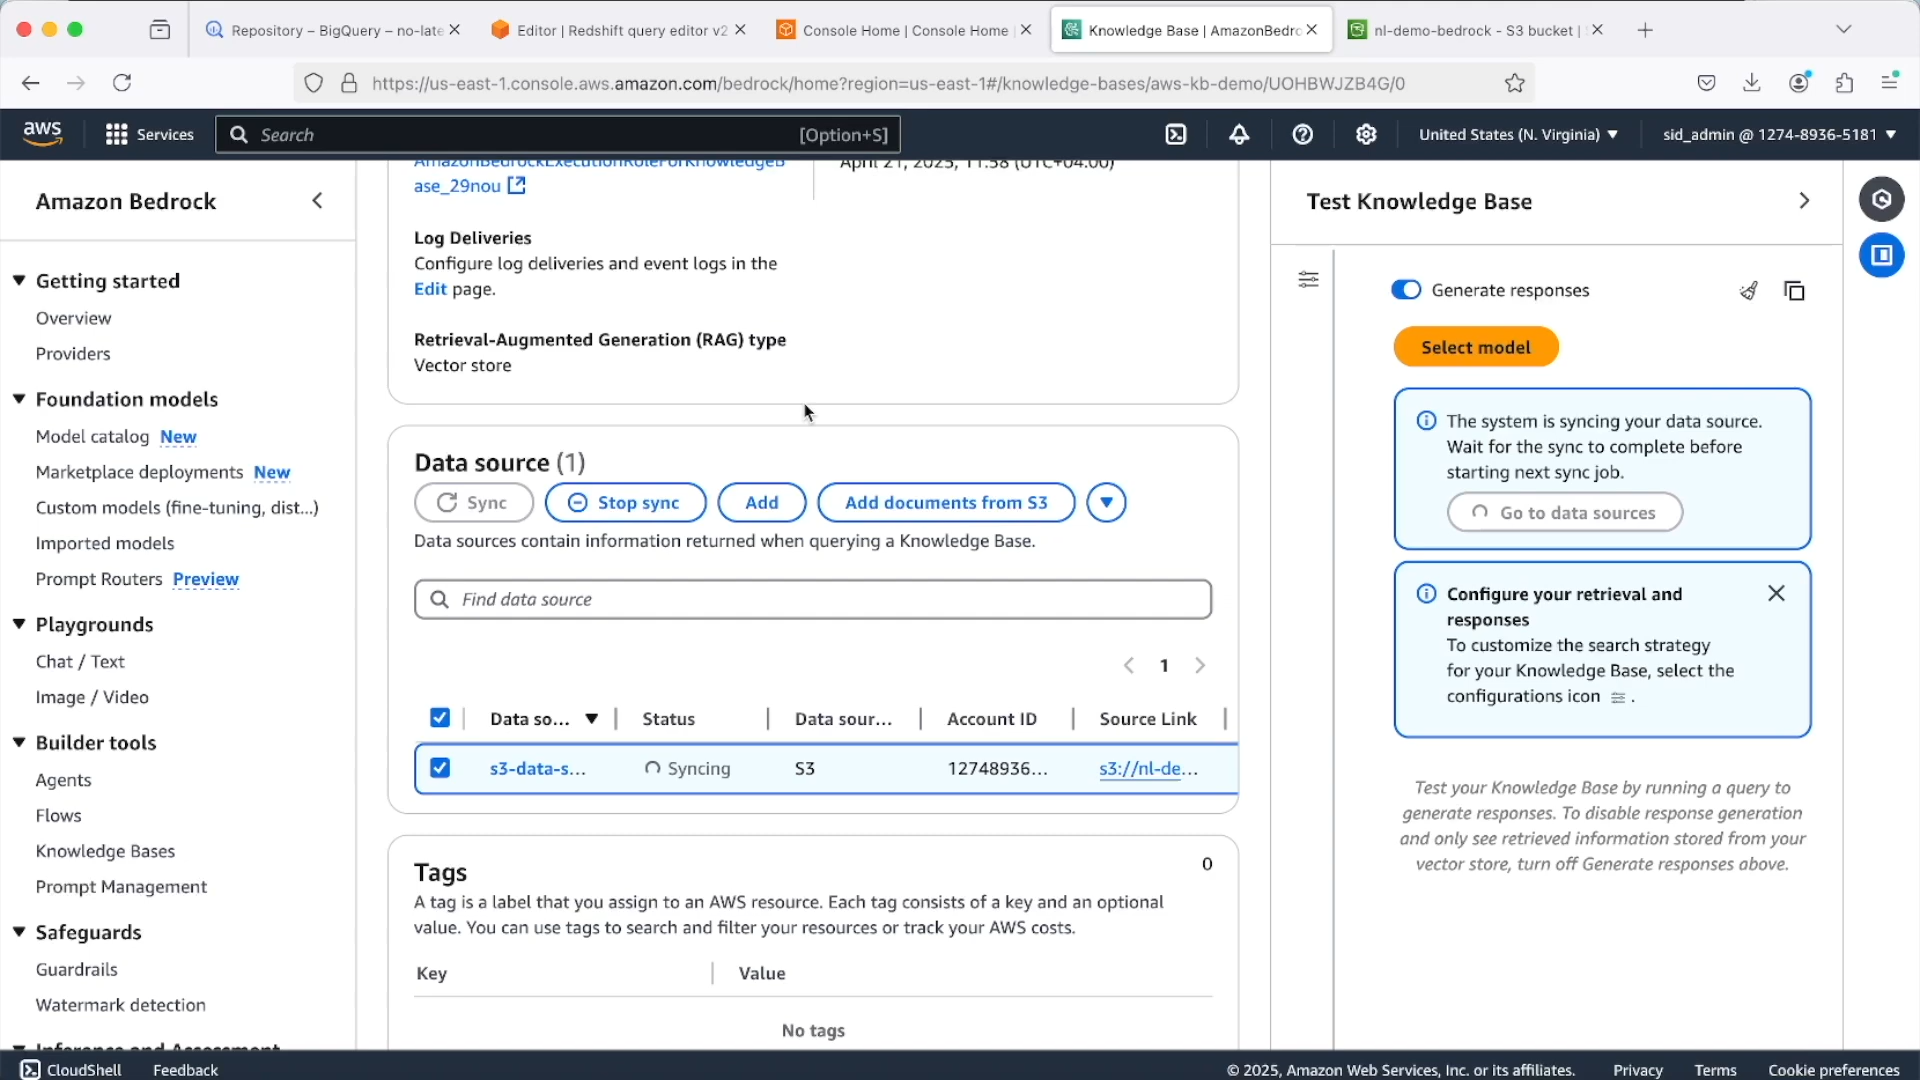 Repository – BigQuery – no-late
Editor | Redshift query editor v2
Console Home | Console Home
Knowledge Base | AmazonBedro
nl-demo-bedrock - S3 bucket |
https://us-east-1.console.aws.amazon.com/bedrock/home?region=us-east-1#/knowledge-bases/aws-kb-demo/UOHBWJZB4G/0
aws
Services
Search
[Option+S]
United States (N. Virginia)
sid_admin @ 1274-8936-5181
Amazon Bedrock
Getting started
Overview
Providers
Foundation models
Model catalog New
Marketplace deployments New
Custom models (fine-tuning, dist...)
Imported models
Prompt Routers Preview
Playgrounds
Chat / Text
Image / Video
Builder tools
Agents
Flows
Knowledge Bases
Prompt Management
Safeguards
Guardrails
Watermark detection
Inference and Assessment
AmazonBedrockExecutionRoleForKnowledgeB
ase_29nou
April 21, 2025, 11:58 (UTC+04:00)
Log Deliveries
Configure log deliveries and event logs in the
Edit page.
Retrieval-Augmented Generation (RAG) type
Vector store
Data source (1)
Sync
Stop sync
Add
Add documents from S3
Data sources contain information returned when querying a Knowledge Base.
Find data source
1
Data so...
Status
Data sour...
Account ID
Source Link
s3-data-s...
Syncing
S3
12748936...
s3://nl-de...
Tags
0
A tag is a label that you assign to an AWS resource. Each tag consists of a key and an optional
value. You can use tags to search and filter your resources or track your AWS costs.
Key
Value
No tags
Test Knowledge Base
Generate responses
Select model
The system is syncing your data source.
Wait for the sync to complete before
starting next sync job.
Go to data sources
Configure your retrieval and
responses
To customize the search strategy
for your Knowledge Base, select the
configurations icon .
Test your Knowledge Base by running a query to
generate responses. To disable response generation
and only see retrieved information stored from your
vector store, turn off Generate responses above.
CloudShell
Feedback
© 2025, Amazon Web Services, Inc. or its affiliates.
Privacy
Terms
Cookie preferences